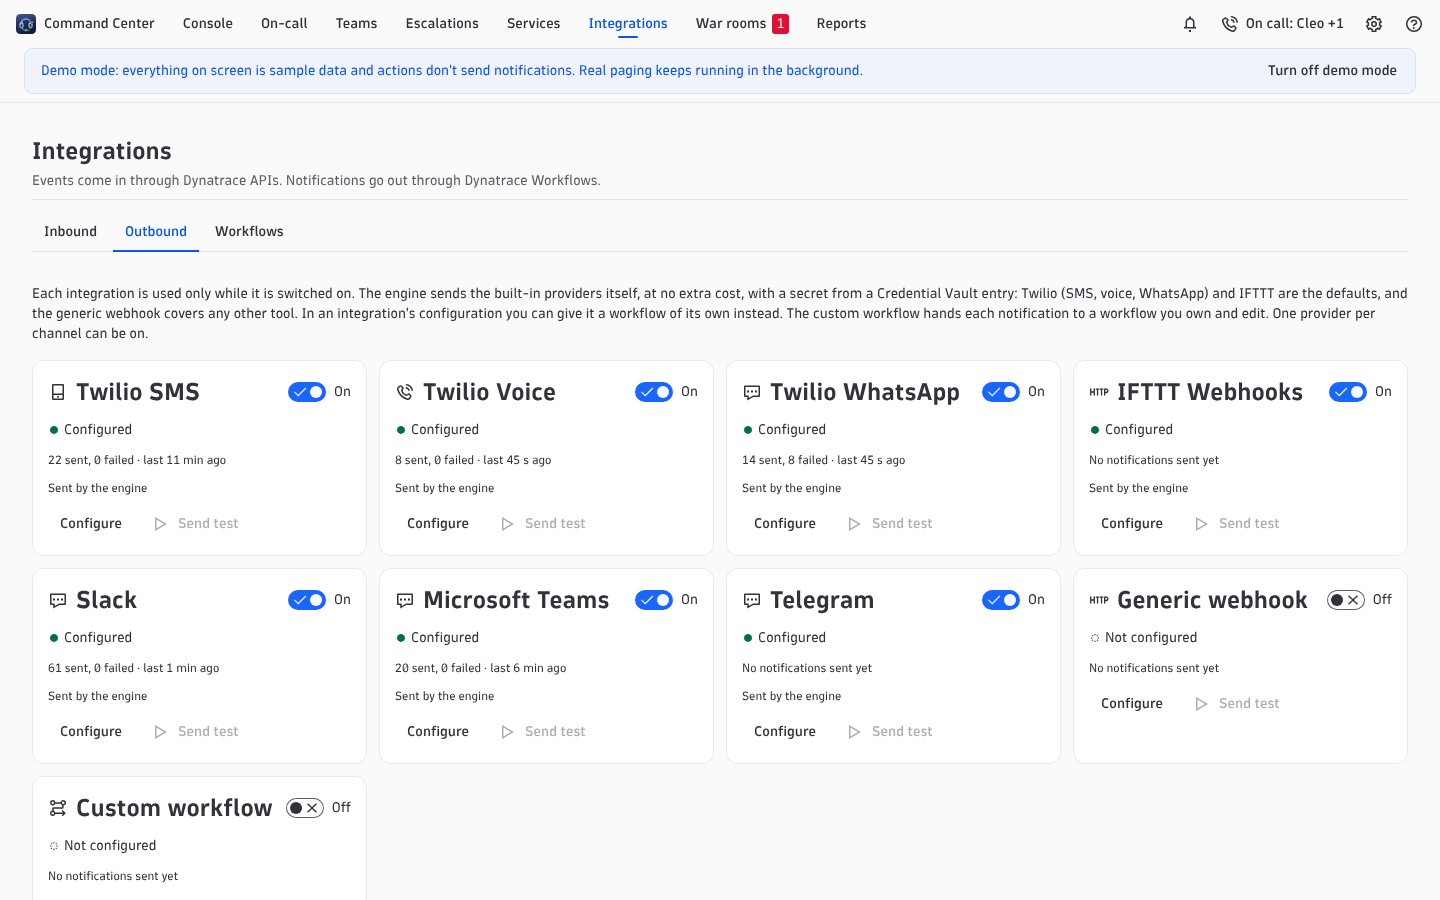 Command Center Console On-call Teams Escalations Services Integrations War rooms 1 Reports On call: Cleo +1
Demo mode: everything on screen is sample data and actions don't send notifications. Real paging keeps running in the background. Turn off demo mode
Integrations
Events come in through Dynatrace APIs. Notifications go out through Dynatrace Workflows.
Inbound Outbound Workflows
Each integration is used only while it is switched on. The engine sends the built-in providers itself, at no extra cost, with a secret from a Credential Vault entry: Twilio (SMS, voice, WhatsApp) and IFTTT are the defaults, and
the generic webhook covers any other tool. In an integration's configuration you can give it a workflow of its own instead. The custom workflow hands each notification to a workflow you own and edit. One provider per
channel can be on.
Twilio SMS On
Configured
22 sent, 0 failed · last 11 min ago
Sent by the engine
Configure Send test
Twilio Voice On
Configured
8 sent, 0 failed · last 45 s ago
Sent by the engine
Configure Send test
Twilio WhatsApp On
Configured
14 sent, 8 failed · last 45 s ago
Sent by the engine
Configure Send test
HTTP IFTTT Webhooks On
Configured
No notifications sent yet
Sent by the engine
Configure Send test
Slack On
Configured
61 sent, 0 failed · last 1 min ago
Sent by the engine
Configure Send test
Microsoft Teams On
Configured
20 sent, 0 failed · last 6 min ago
Sent by the engine
Configure Send test
Telegram On
Configured
No notifications sent yet
Sent by the engine
Configure Send test
HTTP Generic webhook Off
Not configured
No notifications sent yet
Configure Send test
Custom workflow Off
Not configured
No notifications sent yet